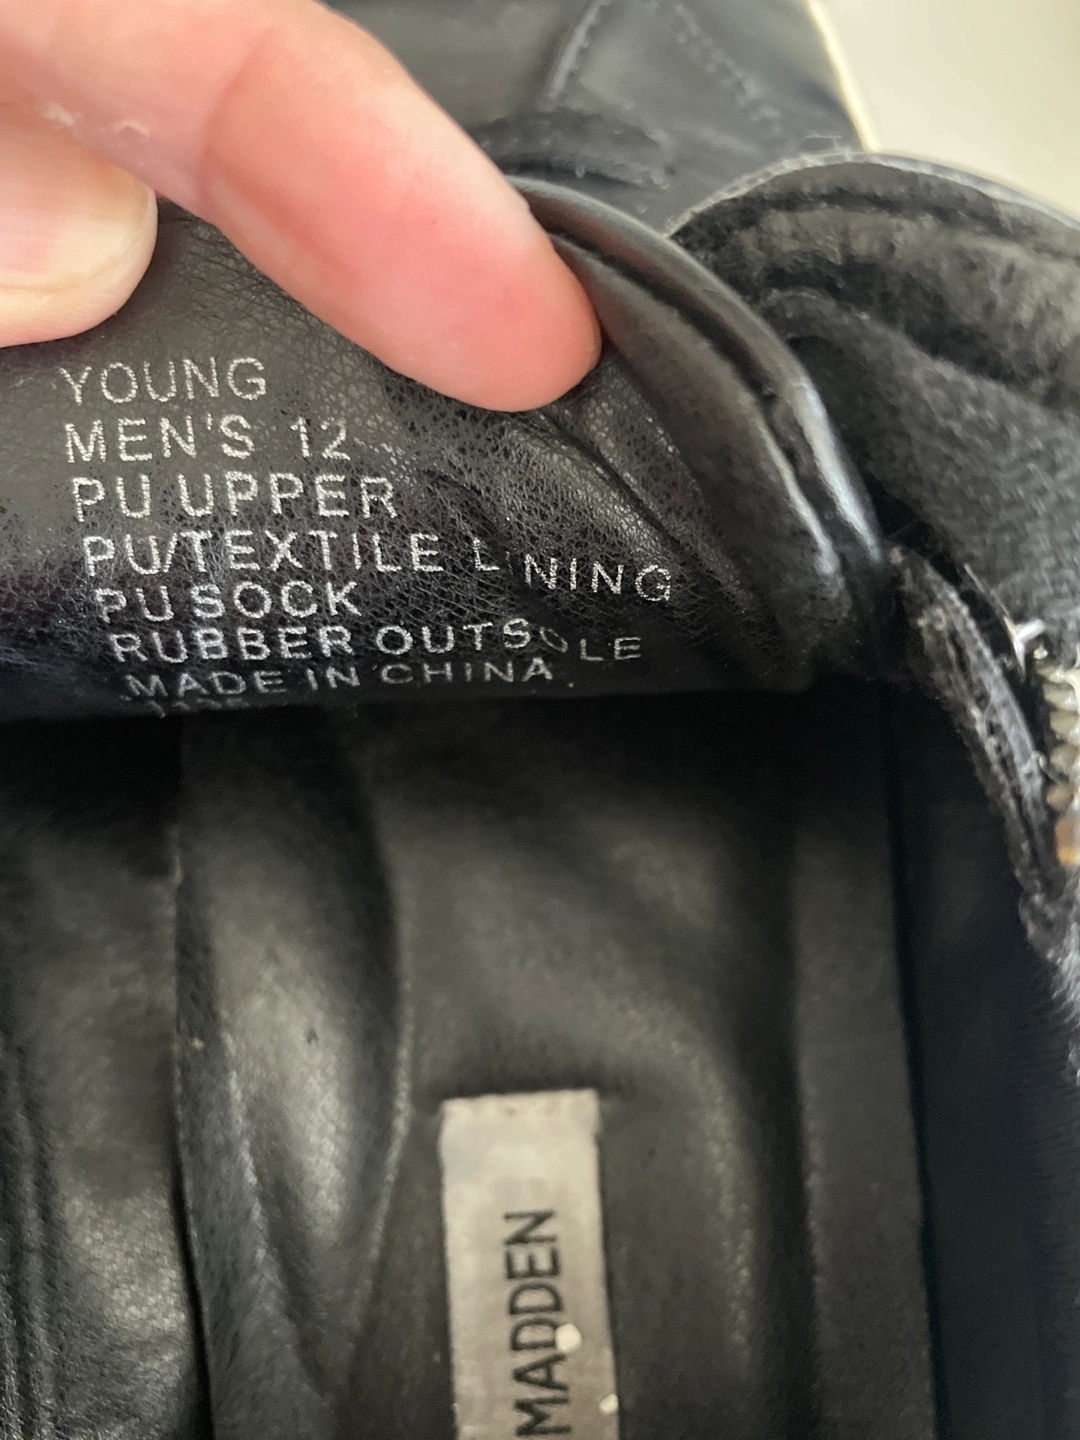 YOUNG
MEN'S 12
PU UPPER
PU/TEXTILE LINING
PU SOCK
RUBBER OUTSOLE
MADE IN CHINA
MADDEN